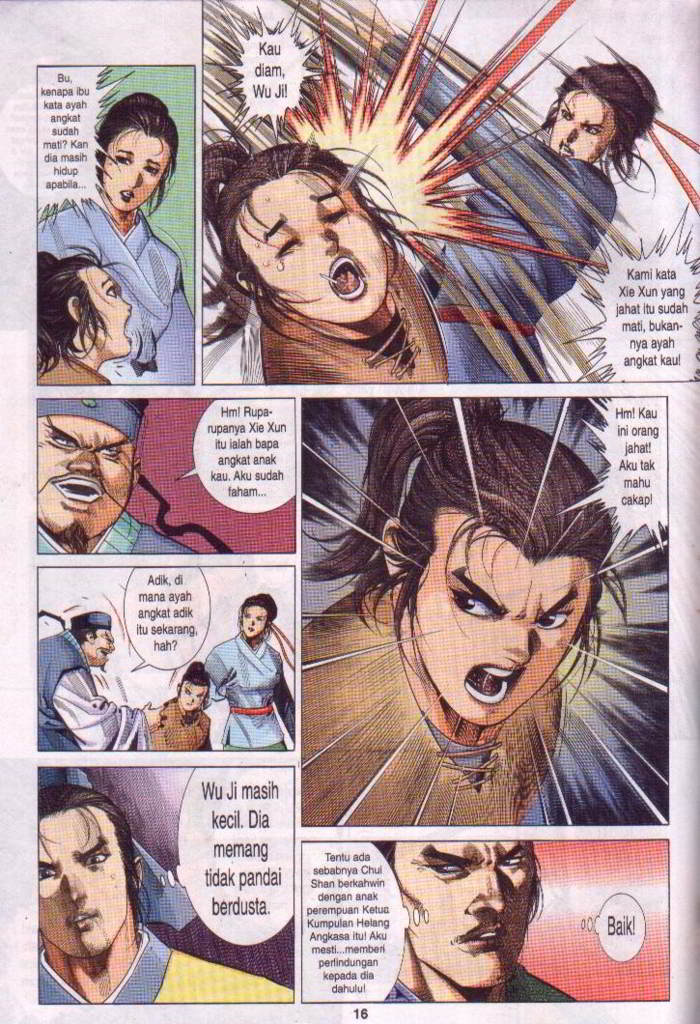 Bu,
kenapa ibu
kata ayah
angkat
sudah
mati? Kan
dia masih
hidup
apabila...
Kau
diam,
Wu Ji!
Kami kata
Xie Xun yang
jahat itu sudah
mati, bukan-
nya ayah
angkat kau!
Hm! Rupa-
rupanya Xie Xun
itu ialah bapa
angkat anak
kau. Aku sudah
faham...
Hm! Kau
ini orang
jahat!
Aku tak
mahu
cakap!
Adik, di
mana ayah
angkat adik
itu sekarang,
hah?
Wu Ji masih
kecil. Dia
memang
tidak pandai
berdusta.
Tentu ada
sebabnya Chui
Shan berkahwin
dengan anak
perempuan Ketua
Kumpulan Helang
Angkasa itu! Aku
mesti...memberi
perlindungan
kepada dia
dahulu!
Baik!
16